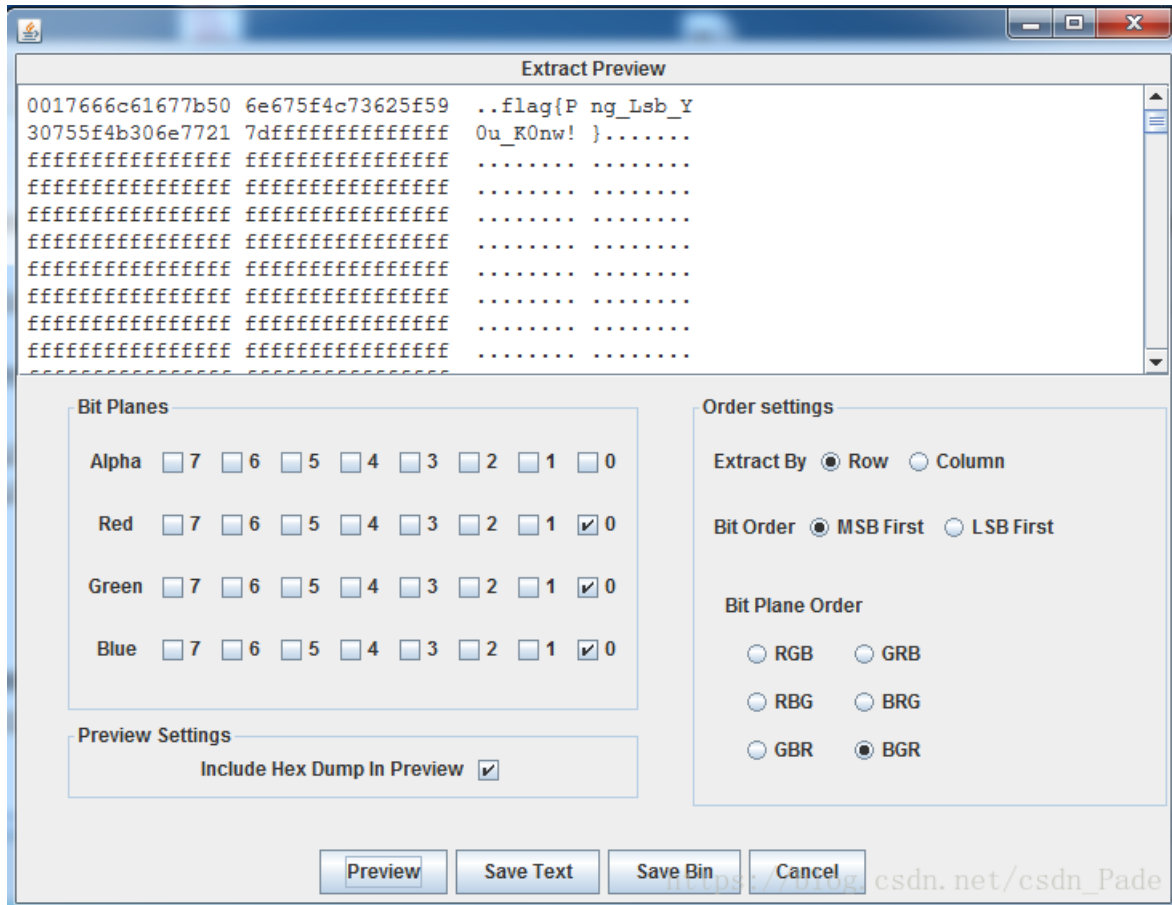 Extract Preview
0017666c61677b50 6e675f4c73625f59 ..flag{P ng_Lsb_Y
30755f4b306e7721 7dffffffffffffff 0u_K0nw! }.......
ffffffffffffffff ffffffffffffffff ........ ........
ffffffffffffffff ffffffffffffffff ........ ........
ffffffffffffffff ffffffffffffffff ........ ........
ffffffffffffffff ffffffffffffffff ........ ........
ffffffffffffffff ffffffffffffffff ........ ........
ffffffffffffffff ffffffffffffffff ........ ........
ffffffffffffffff ffffffffffffffff ........ ........
ffffffffffffffff ffffffffffffffff ........ ........
Bit Planes
Alpha 7 6 5 4 3 2 1 0
Red 7 6 5 4 3 2 1 0
Green 7 6 5 4 3 2 1 0
Blue 7 6 5 4 3 2 1 0
Preview Settings
Include Hex Dump In Preview
Order settings
Extract By Row Column
Bit Order MSB First LSB First
Bit Plane Order
RGB GRB
RBG BRG
GBR BGR
Preview Save Text Save Bin Cancel
https://blog.csdn.net/csdn_Pade